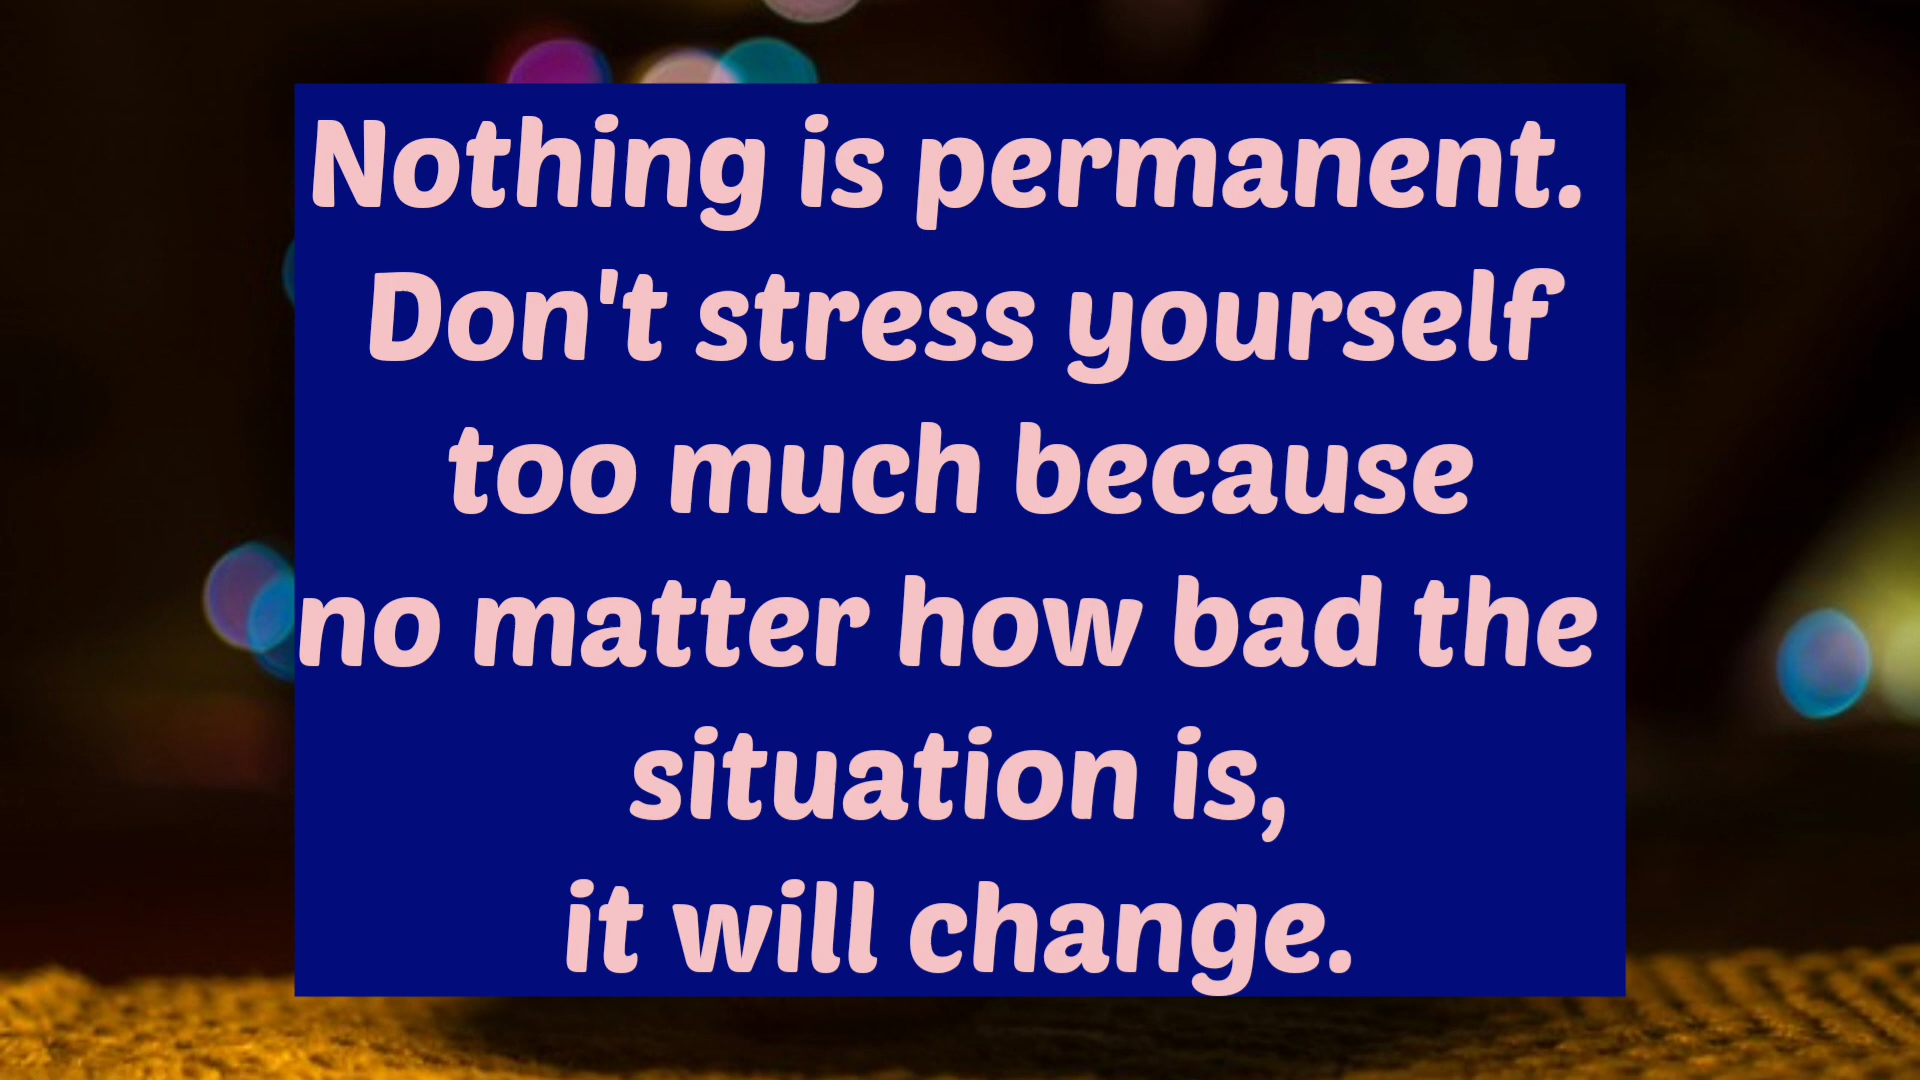 Nothing is permanent.
Don't stress yourself
too much because
no matter how bad the
situation is,
it will change.